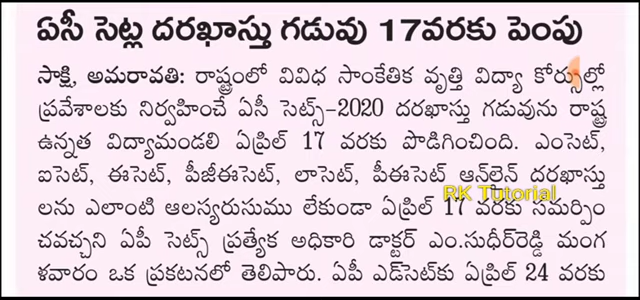 ఏసీ సెట్ల దరఖాస్తు గడువు 17వరకు పెంపు
సాక్షి, అమరావతి: రాష్ట్రంలో వివిధ సాంకేతిక వృత్తి విద్యా కోర్సుల్లో
ప్రవేశాలకు నిర్వహించే ఏసీ సెట్స్–2020 దరఖాస్తు గడువును రాష్ట్ర
ఉన్నత విద్యామండలి ఏప్రిల్ 17 వరకు పొడిగించింది. ఎంసెట్,
ఐసెట్, ఈసెట్, పీజీఈసెట్, లాసెట్, పీఈసెట్ ఆన్‌లైన్ దరఖాస్తు
RK Tutorial
లను ఎలాంటి ఆలస్యరుసుము లేకుండా ఏప్రిల్ 17 వరకు సమర్పిం
చవచ్చని ఏపీ సెట్స్ ప్రత్యేక అధికారి డాక్టర్ ఎం.సుధీర్‌రెడ్డి మంగ
ళవారం ఒక ప్రకటనలో తెలిపారు. ఏపీ ఎడ్‌సెట్‌కు ఏప్రిల్ 24 వరకు